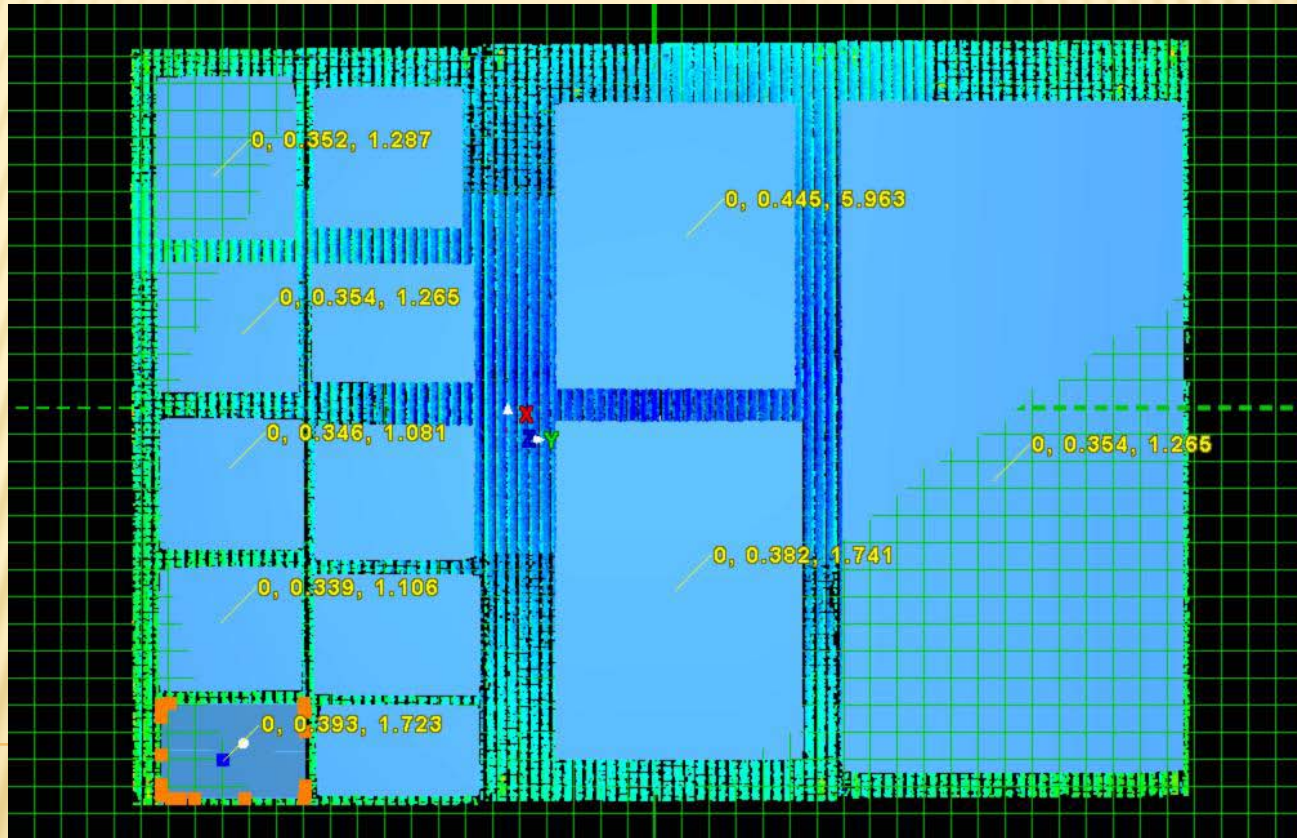 0, 0.352, 1.287
0, 0.445, 5.963
0, 0.354, 1.265
X
Z Y
0, 0.346, 1.081
0, 0.354, 1.265
0, 0.382, 1.741
0, 0.339, 1.106
0, 0.393, 1.723